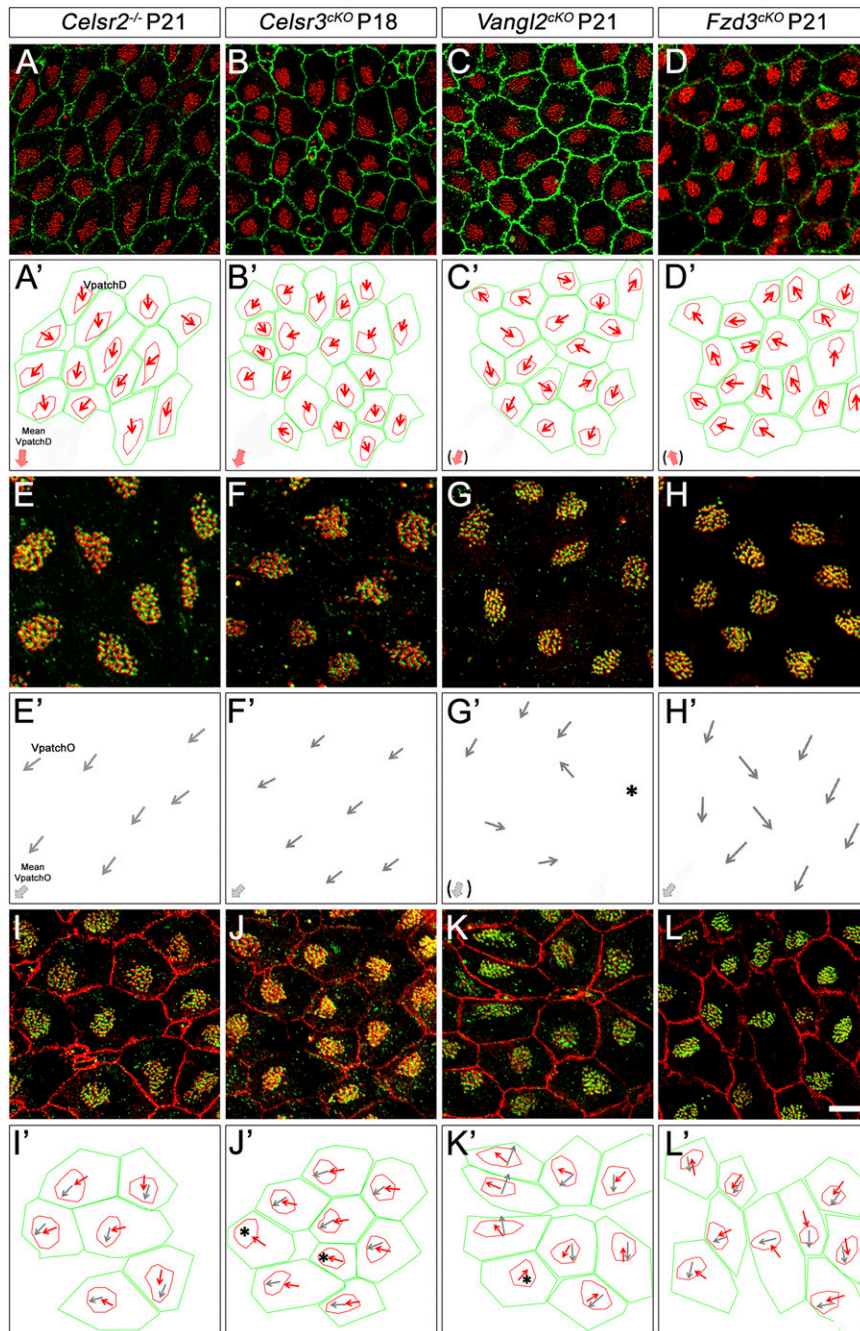 Celsr2-/- P21 Celsr3cKO P18 Vangl2cKO P21 Fzd3cKO P21
A B C D
A' B' C' D'
VpatchD
Mean
VpatchD
( ) ( )
E F G H
E' F' G' H'
VpatchO
*
Mean
VpatchO
( )
I J K L
I' J' K' L'
* * *